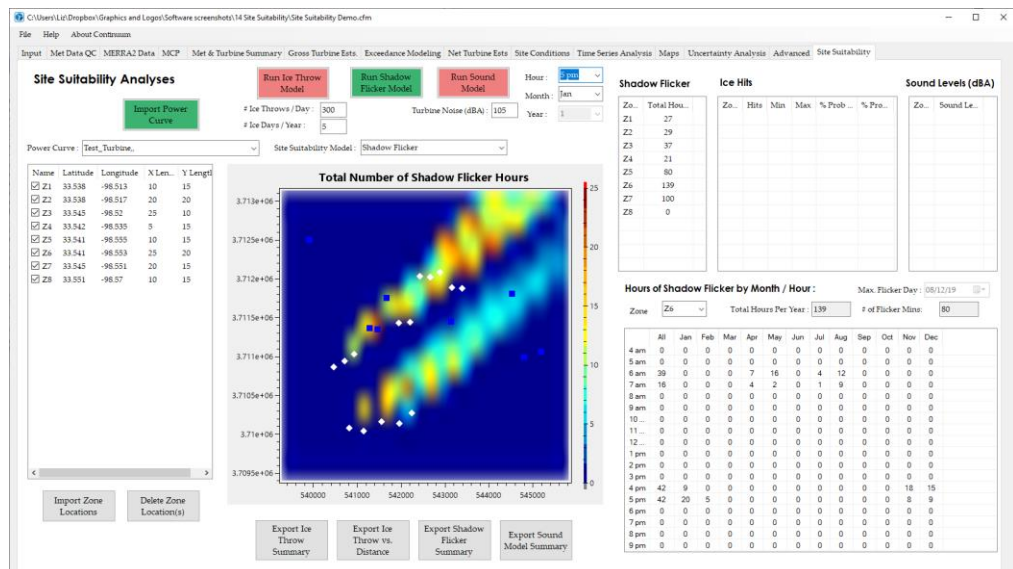 C:\Users\Liz\Dropbox\Graphics and Logos\Software screenshots\14 Site Suitability\Site Suitability Demo.cfm
File Help About Continuum
Input Met Data QC MERRA2 Data MCP Met & Turbine Summary Gross Turbine Ests. Exceedance Modeling Net Turbine Ests Site Conditions Time Series Analysis Maps Uncertainty Analysis Advanced Site Suitability
Site Suitability Analyses
Import Power
Curve
Run Ice Throw
Model
Run Shadow
Flicker Model
Run Sound
Model
Hour : 5 pm
Month : Jan
Year : 1
# Ice Throws / Day : 300
# Ice Days / Year : 5
Turbine Noise (dBA) : 105
Power Curve : Test_Turbine,,
Site Suitability Model : Shadow Flicker
Name Latitude Longitude X Len... Y Lengtl
Z1 33.538 -98.513 10 15
Z2 33.538 -98.517 20 20
Z3 33.545 -98.52 25 10
Z4 33.542 -98.535 5 15
Z5 33.541 -98.555 10 15
Z6 33.541 -98.553 25 20
Z7 33.545 -98.551 20 15
Z8 33.551 -98.57 10 15
Import Zone
Locations
Delete Zone
Location(s)
Total Number of Shadow Flicker Hours
3.713e+06
3.7125e+06
3.712e+06
3.7115e+06
3.711e+06
3.7105e+06
3.71e+06
3.7095e+06
540000 541000 542000 543000 544000 545000
25
20
15
10
5
0
Export Ice
Throw
Summary
Export Ice
Throw vs.
Distance
Export Shadow
Flicker
Summary
Export Sound
Model Summary
Shadow Flicker
Zo... Total Hou...
Z1 27
Z2 29
Z3 37
Z4 21
Z5 80
Z6 139
Z7 100
Z8 0
Ice Hits
Zo... Hits Min Max % Prob ... % Pro...
Sound Levels (dBA)
Zo... Sound Le...
Hours of Shadow Flicker by Month / Hour :
Max. Flicker Day : 08/12/19
Zone Z6 Total Hours Per Year : 139 # of Flicker Mins: 80
All Jan Feb Mar Apr May Jun Jul Aug Sep Oct Nov Dec
4 am 0 0 0 0 0 0 0 0 0 0 0 0 0
5 am 0 0 0 0 0 0 0 0 0 0 0 0 0
6 am 39 0 0 0 7 16 0 4 12 0 0 0 0
7 am 16 0 0 0 4 2 0 1 9 0 0 0 0
8 am 0 0 0 0 0 0 0 0 0 0 0 0 0
9 am 0 0 0 0 0 0 0 0 0 0 0 0 0
10 ... 0 0 0 0 0 0 0 0 0 0 0 0 0
11 ... 0 0 0 0 0 0 0 0 0 0 0 0 0
12 ... 0 0 0 0 0 0 0 0 0 0 0 0 0
1 pm 0 0 0 0 0 0 0 0 0 0 0 0 0
2 pm 0 0 0 0 0 0 0 0 0 0 0 0 0
3 pm 0 0 0 0 0 0 0 0 0 0 0 0 0
4 pm 42 9 0 0 0 0 0 0 0 0 0 18 15
5 pm 42 20 5 0 0 0 0 0 0 0 0 8 9
6 pm 0 0 0 0 0 0 0 0 0 0 0 0 0
7 pm 0 0 0 0 0 0 0 0 0 0 0 0 0
8 pm 0 0 0 0 0 0 0 0 0 0 0 0 0
9 pm 0 0 0 0 0 0 0 0 0 0 0 0 0